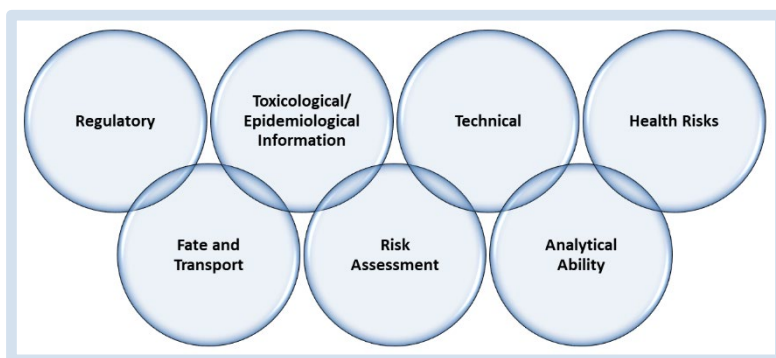 Regulatory
Toxicological/
Epidemiological
Information
Technical
Health Risks
Fate and
Transport
Risk
Assessment
Analytical
Ability